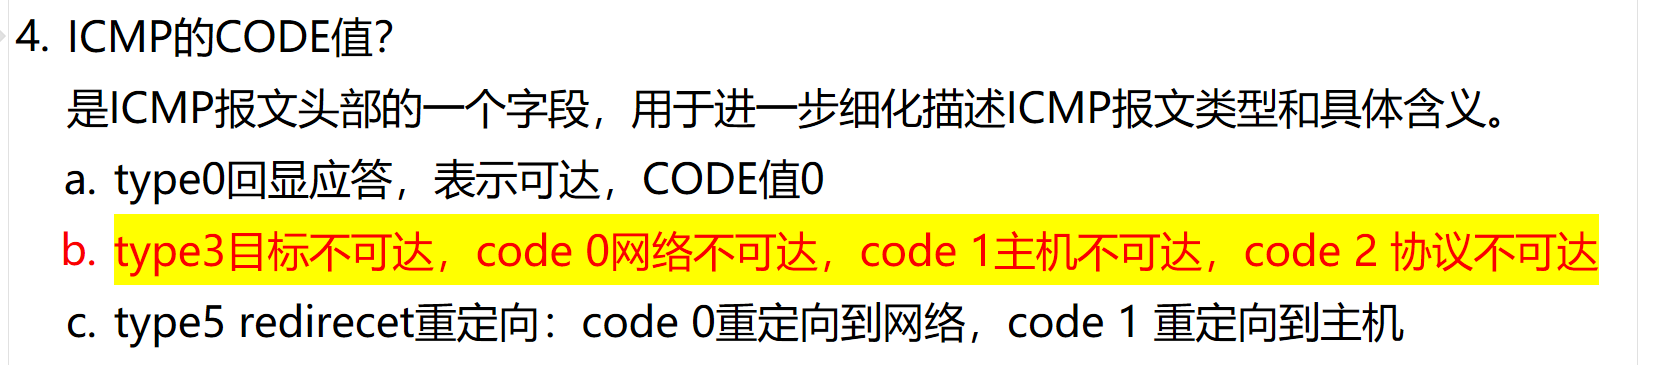 4. ICMP的CODE值？
是ICMP报文头部的一个字段，用于进一步细化描述ICMP报文类型和具体含义。
a. type0回显应答，表示可达，CODE值0
b. type3目标不可达，code 0网络不可达，code 1主机不可达，code 2 协议不可达
c. type5 redirecet重定向：code 0重定向到网络，code 1 重定向到主机